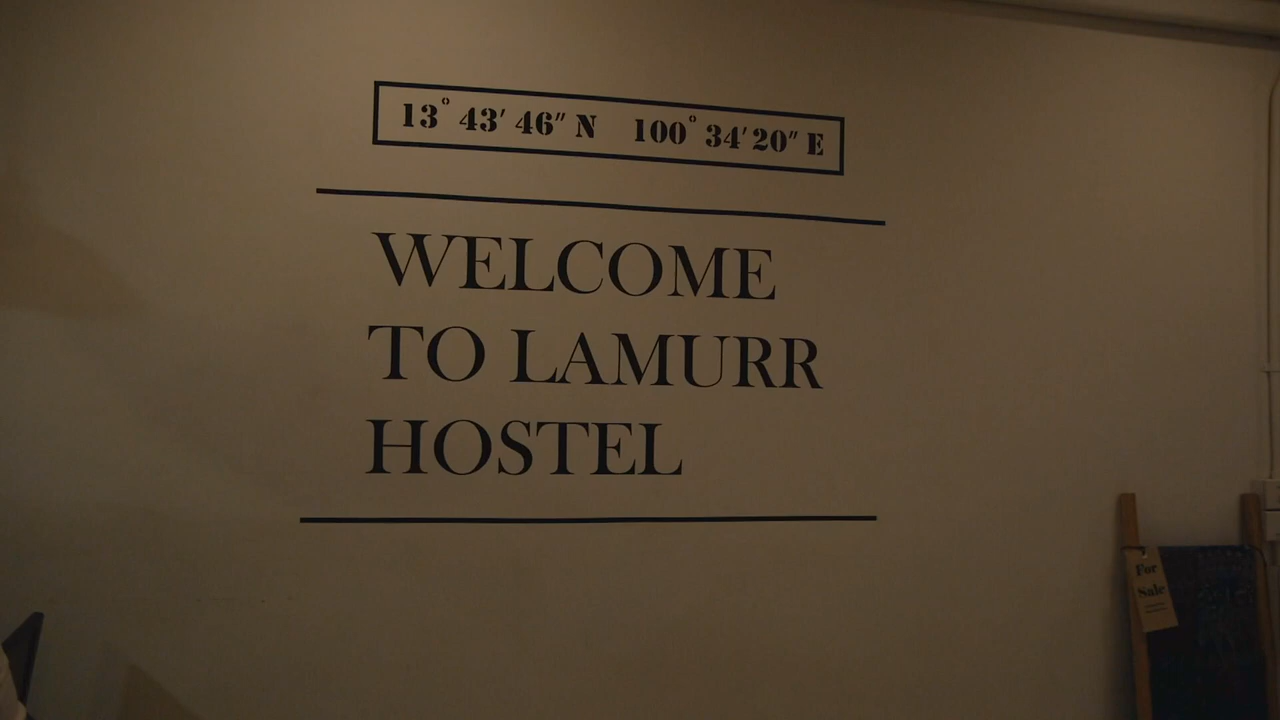 13° 43' 46" N 100° 34' 20" E
WELCOME
TO LAMURR
HOSTEL
For
Sale